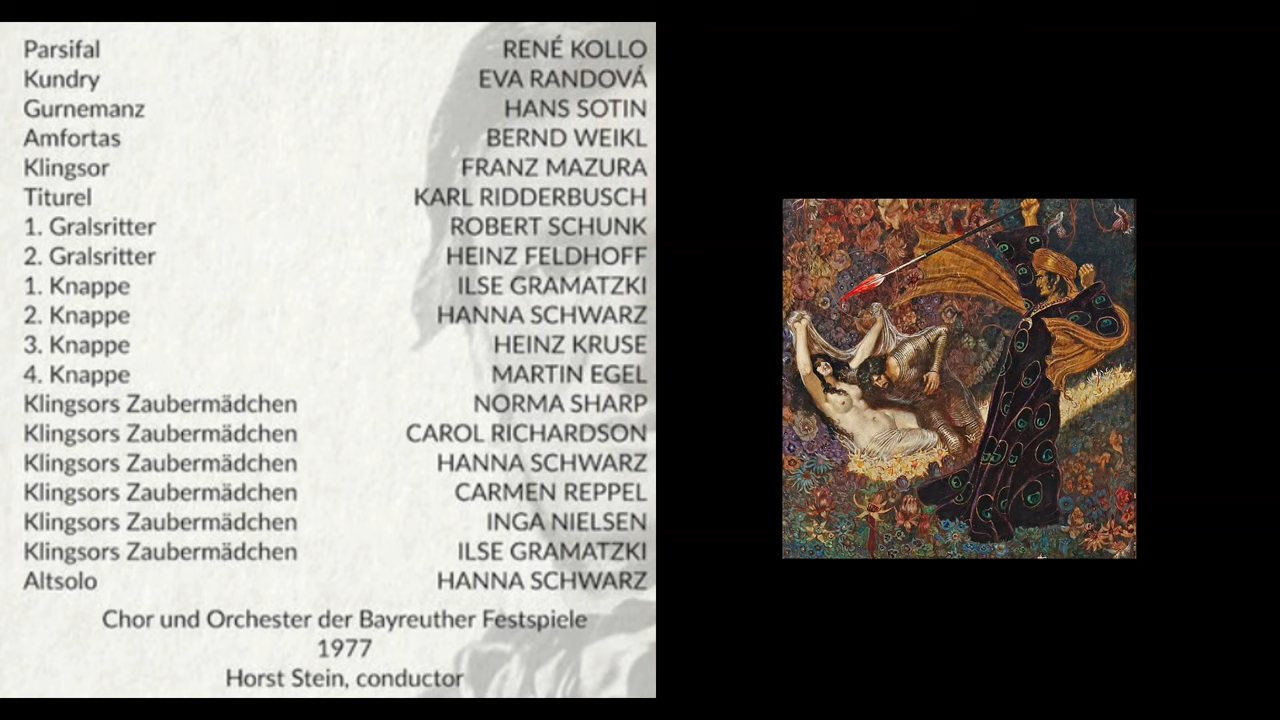 Parsifal RENÉ KOLLO
Kundry EVA RANDOVÁ
Gurnemanz HANS SOTIN
Amfortas BERND WEIKL
Klingsor FRANZ MAZURA
Titurel KARL RIDDERBUSCH
1. Gralsritter ROBERT SCHUNK
2. Gralsritter HEINZ FELDHOFF
1. Knappe ILSE GRAMATZKI
2. Knappe HANNA SCHWARZ
3. Knappe HEINZ KRUSE
4. Knappe MARTIN EGEL
Klingsors Zaubermädchen NORMA SHARP
Klingsors Zaubermädchen CAROL RICHARDSON
Klingsors Zaubermädchen HANNA SCHWARZ
Klingsors Zaubermädchen CARMEN REPPEL
Klingsors Zaubermädchen INGA NIELSEN
Klingsors Zaubermädchen ILSE GRAMATZKI
Altsolo HANNA SCHWARZ
Chor und Orchester der Bayreuther Festspiele
1977
Horst Stein, conductor